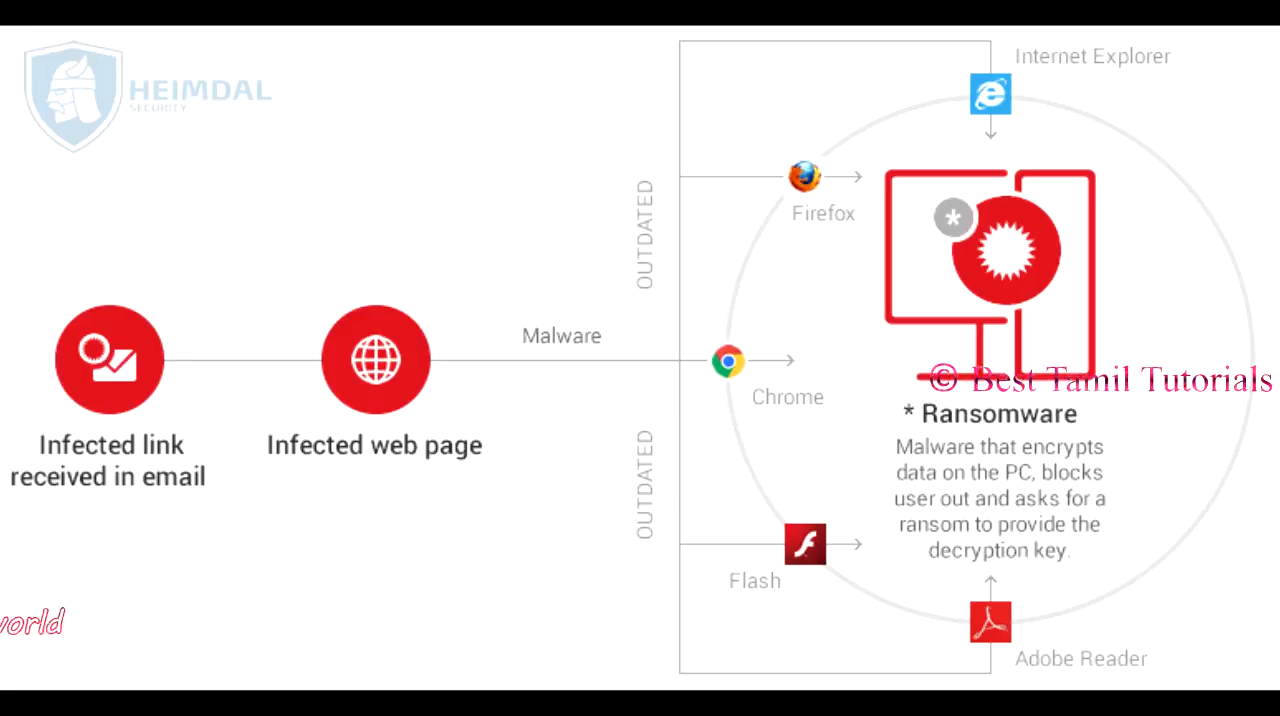 HEIMDAL
SECURITY
Internet Explorer
Firefox
OUTDATED
Malware
Chrome
Infected link
received in email
Infected web page
© Best Tamil Tutorials
* Ransomware
Malware that encrypts
data on the PC, blocks
user out and asks for a
ransom to provide the
decryption key.
OUTDATED
Flash
Adobe Reader